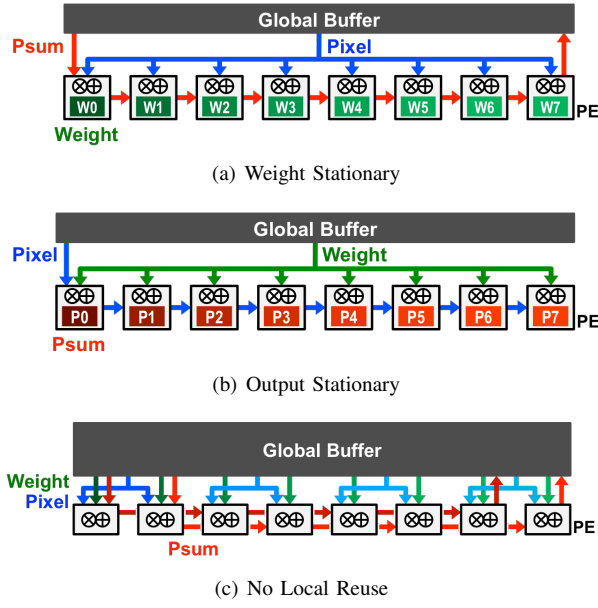 Global Buffer
Psum Pixel
W0 W1 W2 W3 W4 W5 W6 W7 PE
Weight
(a) Weight Stationary
Global Buffer
Pixel Weight
P0 P1 P2 P3 P4 P5 P6 P7 PE
Psum
(b) Output Stationary
Global Buffer
Weight
Pixel
PE
Psum
(c) No Local Reuse